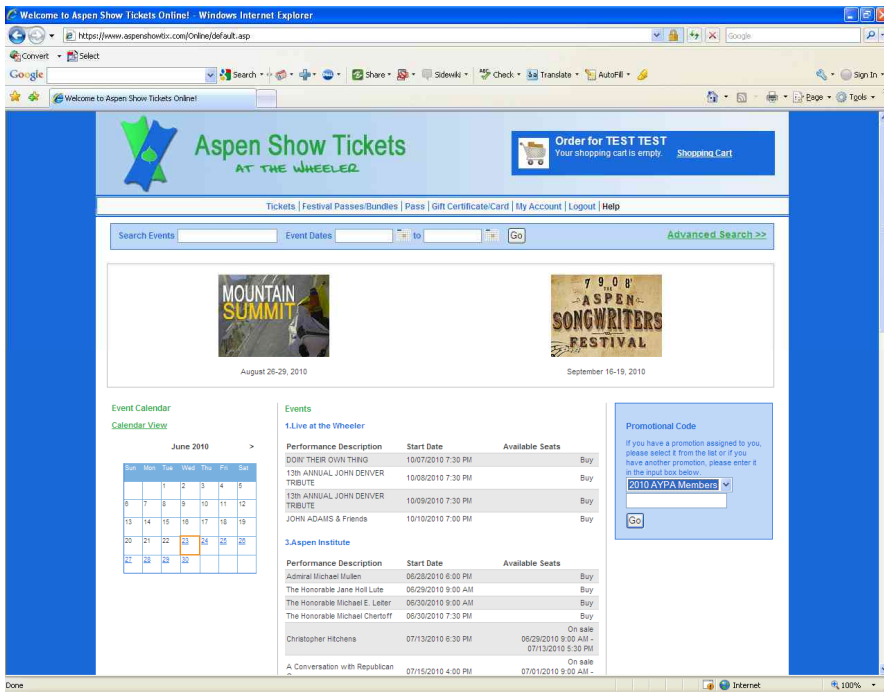 Welcome to Aspen Show Tickets Online! - Windows Internet Explorer
https://www.aspenshowtix.com/Online/default.asp
Google
Convert
Select
Google
Search
Share
Sidewiki
Check
Translate
AutoFill
Sign In
Welcome to Aspen Show Tickets Online!
Page
Tools
Aspen Show Tickets
AT THE WHEELER
Order for TEST TEST
Your shopping cart is empty. Shopping Cart
Tickets | Festival Passes/Bundles | Pass | Gift Certificate/Card | My Account | Logout | Help
Search Events
Event Dates
to
Go
Advanced Search >>
MOUNTAIN
SUMMIT
August 26-29, 2010
7908'
THE
ASPEN
SONGWRITERS
FESTIVAL
September 16-19, 2010
Event Calendar
Calendar View
June 2010 >
Sun Mon Tue Wed Thu Fri Sat
1 2 3 4 5
6 7 8 9 10 11 12
13 14 15 16 17 18 19
20 21 22 23 24 25 26
27 28 29 30
Events
1.Live at the Wheeler
Performance Description Start Date Available Seats
DOIN' THEIR OWN THING 10/07/2010 7:30 PM Buy
13th ANNUAL JOHN DENVER
TRIBUTE 10/08/2010 7:30 PM Buy
13th ANNUAL JOHN DENVER
TRIBUTE 10/09/2010 7:30 PM Buy
JOHN ADAMS & Friends 10/10/2010 7:00 PM Buy
3.Aspen Institute
Performance Description Start Date Available Seats
Admiral Michael Mullen 06/28/2010 6:00 PM Buy
The Honorable Jane Holl Lute 06/29/2010 9:00 AM Buy
The Honorable Michael E. Leiter 06/30/2010 9:00 AM Buy
The Honorable Michael Chertoff 06/30/2010 7:30 PM Buy
Christopher Hitchens 07/13/2010 6:30 PM On sale
06/29/2010 9:00 AM -
07/13/2010 5:30 PM
A Conversation with Republican 07/15/2010 4:00 PM On sale
07/01/2010 9:00 AM -
Promotional Code
If you have a promotion assigned to you,
please select it from the list or if you
have another promotion, please enter it
in the input box below.
2010 AYPA Members
Go
Done
Internet
100%